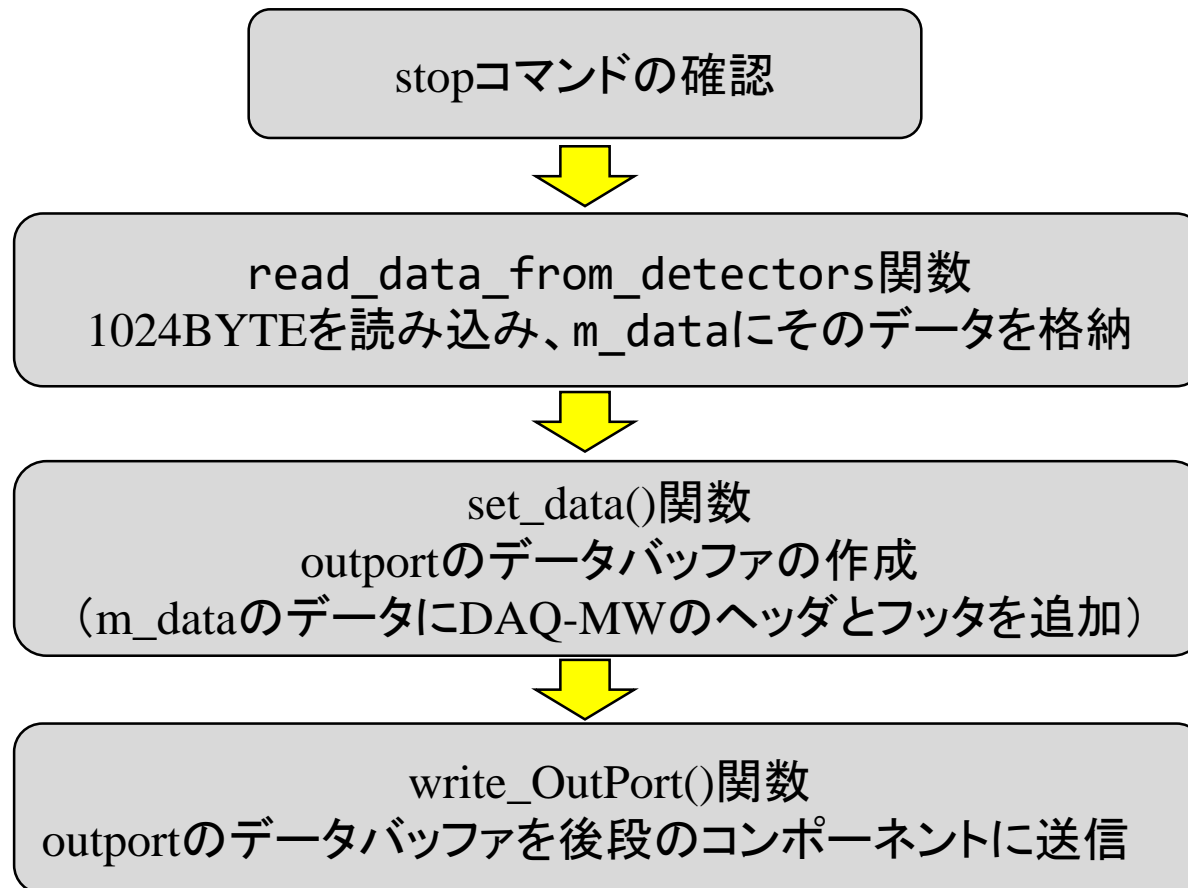 stopコマンドの確認
read_data_from_detectors関数
1024BYTEを読み込み、m_dataにそのデータを格納
set_data()関数
outportのデータバッファの作成
（m_dataのデータにDAQ-MWのヘッダとフッタを追加）
write_OutPort()関数
outportのデータバッファを後段のコンポーネントに送信